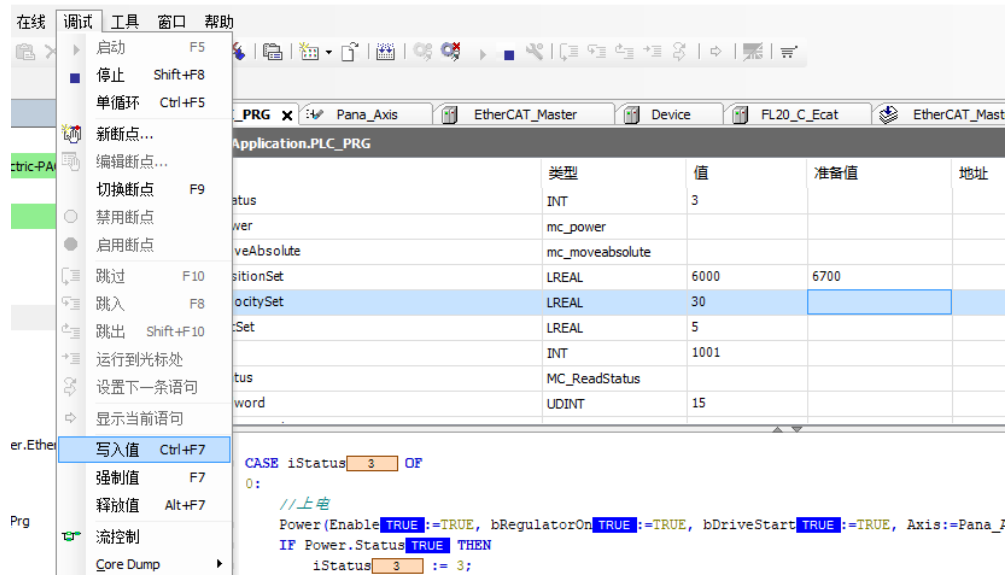 在线 调试 工具 窗口 帮助
启动 F5
停止 Shift+F8
单循环 Ctrl+F5
新断点...
编辑断点...
切换断点 F9
禁用断点
启用断点
跳过 F10
跳入 F8
跳出 Shift+F10
运行到光标处
设置下一条语句
显示当前语句
写入值 Ctrl+F7
强制值 F7
释放值 Alt+F7
流控制
Core Dump
ctric-PA
er.Ether
Prg
_PRG X Pana_Axis EtherCAT_Master Device FL20_C_Ecat EtherCAT_Mast
Application.PLC_PRG
类型 值 准备值 地址
atus INT 3
wer mc_power
veAbsolute mc_moveabsolute
sitionSet LREAL 6000 6700
ocitySet LREAL 30
cSet LREAL 5
INT 1001
tus MC_ReadStatus
word UDINT 15
CASE iStatus 3 OF
0:
//上电
Power(Enable TRUE :=TRUE, bRegulatorOn TRUE :=TRUE, bDriveStart TRUE :=TRUE, Axis:=Pana_A
IF Power.Status TRUE THEN
iStatus 3 := 3;